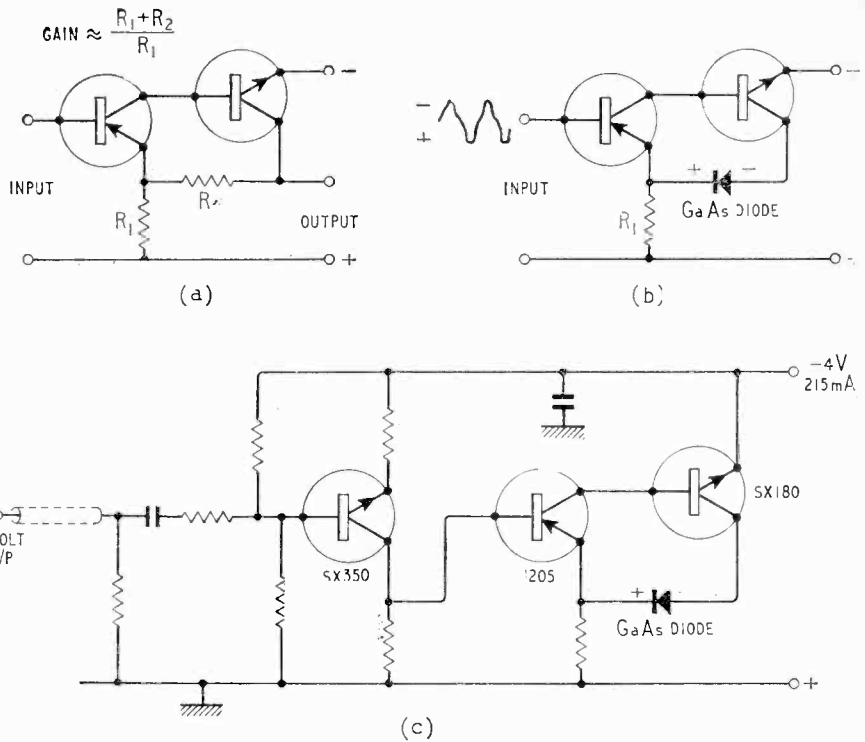 GAIN ≈ R₁+R₂ / R₁
−
INPUT
R₁
OUTPUT
+
(a)
−
−
+
INPUT
+ −
GaAs DIODE
R₁
(b)
−4V
215mA
SX180
SX350
+
GaAs DIODE
+
(c)